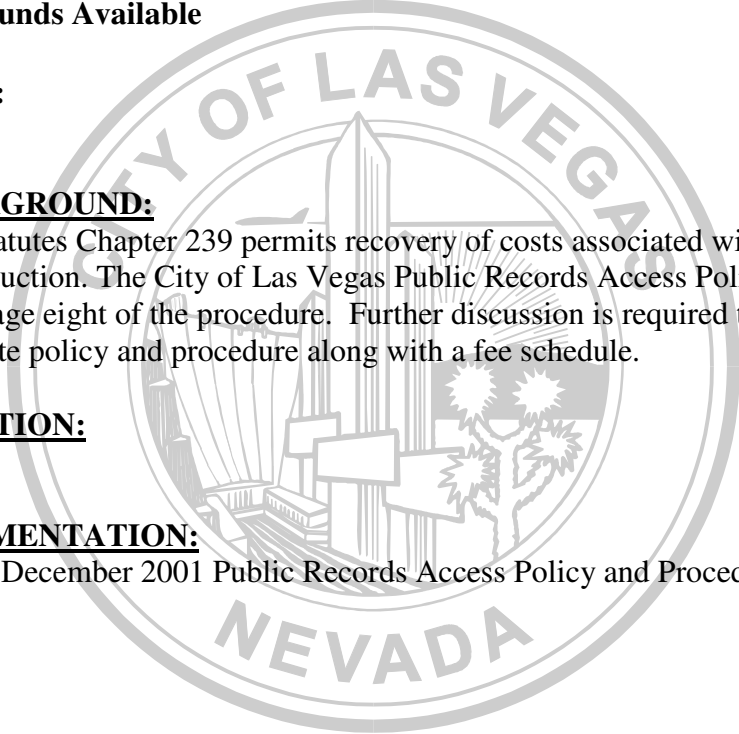 unds Available
:
GROUND:
atutes Chapter 239 permits recovery of costs associated wi
uction. The City of Las Vegas Public Records Access Poli
age eight of the procedure. Further discussion is required t
te policy and procedure along with a fee schedule.
TION:
MENTATION:
December 2001 Public Records Access Policy and Proced
CITY OF LAS VEGAS
NEVADA